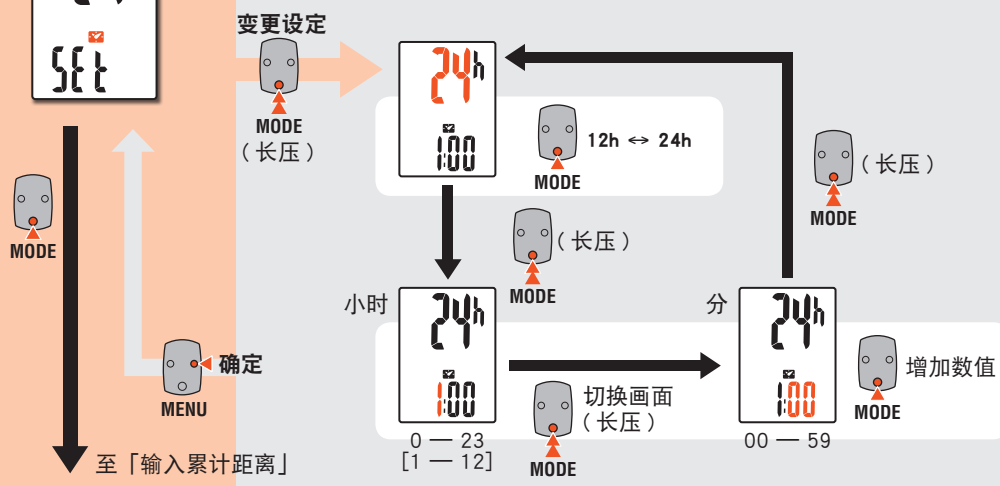 SEt
变更设定
MODE
（长压）
24h
1:00
12h ↔ 24h
MODE
（长压）
MODE
MODE
（长压）
MODE
小时
24h
1:00
0 — 23
[1 — 12]
切换画面
（长压）
MODE
分
24h
1:00
00 — 59
增加数值
MODE
确定
MENU
至「输入累计距离」